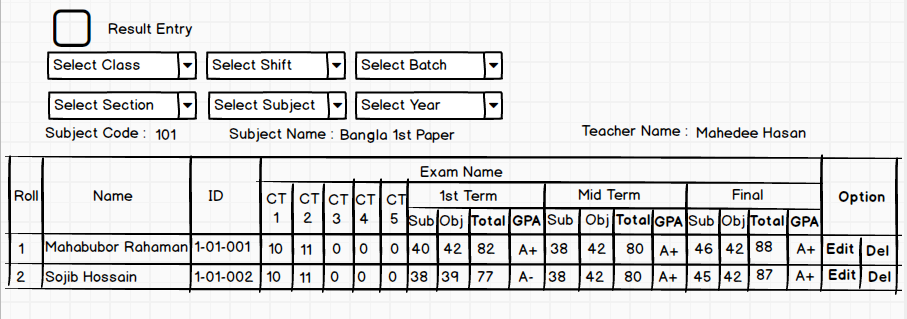 Result Entry
Select Class Select Shift Select Batch
Select Section Select Subject Select Year
Subject Code : 101 Subject Name : Bangla 1st Paper Teacher Name : Mahedee Hasan
Exam Name
Roll Name ID CT 1 CT 2 CT 3 CT 4 CT 5 1st Term Mid Term Final Option
Sub Obj Total GPA Sub Obj Total GPA Sub Obj Total GPA
1 Mahabubor Rahaman 1-01-001 10 11 0 0 0 40 42 82 A+ 38 42 80 A+ 46 42 88 A+ Edit Del
2 Sojib Hossain 1-01-002 10 11 0 0 0 38 39 77 A- 38 42 80 A+ 45 42 87 A+ Edit Del